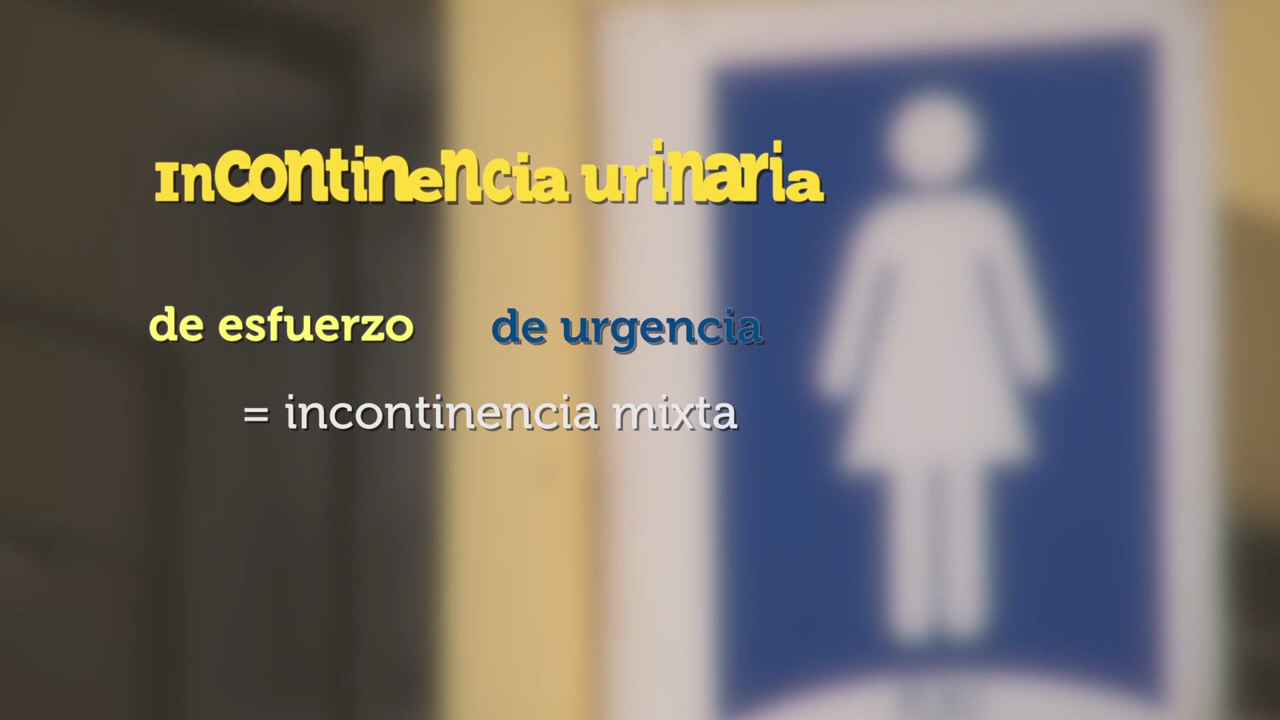 Incontinencia urinaria
de esfuerzo de urgencia
= incontinencia mixta